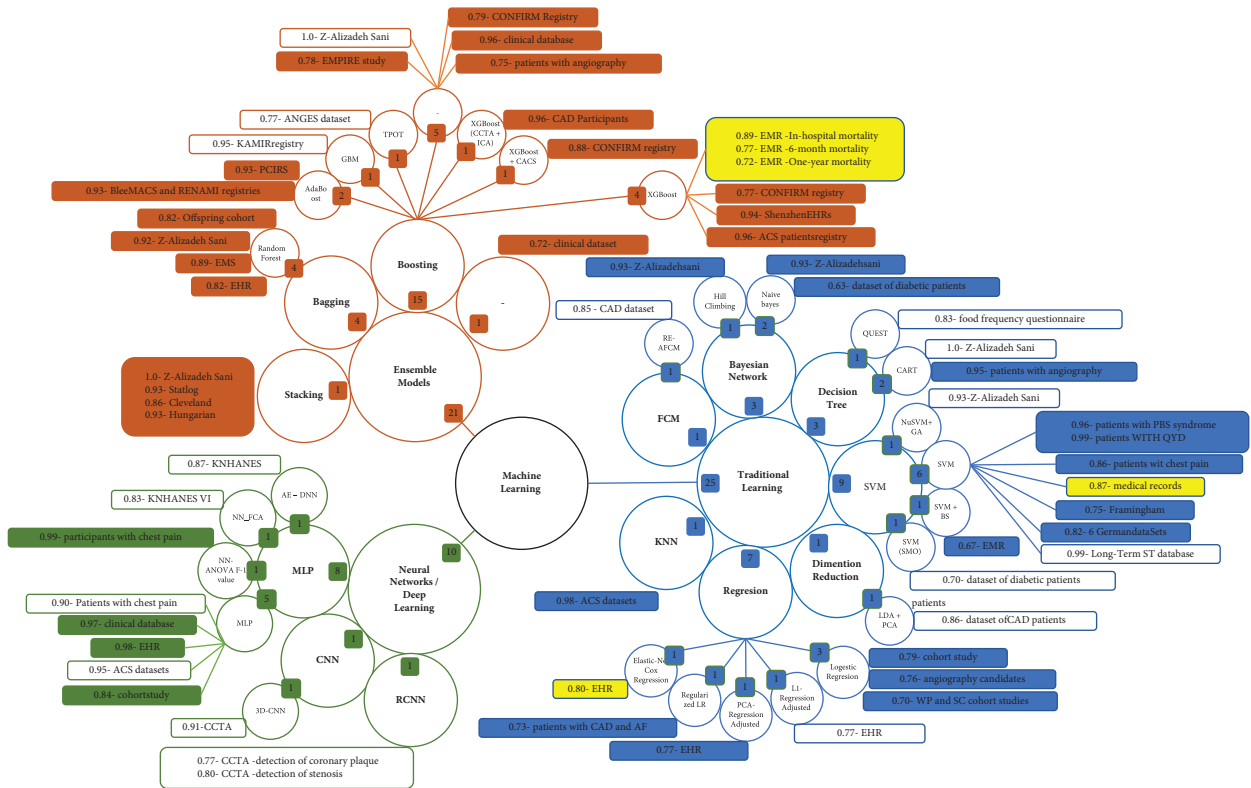 0.79- CONFIRM Registry
1.0- Z-Alizadeh Sani
0.96- clinical database
0.78- EMPIRE study
0.75- patients with angiography
-
5
0.77- ANGES dataset
TPOT
1
XGBoost
(CCTA +
ICA)
1
0.96- CAD Participants
0.95- KAMIRregistry
GBM
1
XGBoost
+ CACS
1
0.88- CONFIRM registry
0.93- PCIRS
0.93- BleeMACS and RENAMI registries
AdaBo
ost
2
4
XGBoost
0.89- EMR -In-hospital mortality
0.77- EMR -6-month mortality
0.72- EMR -One-year mortality
0.77- CONFIRM registry
0.94- ShenzhenEHRs
0.96- ACS patientsregistry
0.82- Offspring cohort
0.92- Z-Alizadeh Sani
0.89- EMS
0.82- EHR
Random
Forest
4
Bagging
4
Boosting
15
0.72- clinical dataset
-
1
Stacking
1
1.0- Z-Alizadeh Sani
0.93- Statlog
0.86- Cleveland
0.93- Hungarian
Ensemble
Models
21
Machine
Learning
0.93- Z-Alizadehsani
Hill
Climbing
1
0.93- Z-Alizadehsani
0.63- dataset of diabetic patients
Naive
bayes
2
0.85 - CAD dataset
RE-
AFCM
1
FCM
1
Bayesian
Network
3
QUEST
1
0.83- food frequency questionnaire
CART
2
1.0- Z-Alizadeh Sani
0.95- patients with angiography
Decision
Tree
3
Traditional
Learning
25
SVM
9
NuSVM+
GA
1
0.93-Z-Alizadeh Sani
SVM
6
0.96- patients with PBS syndrome
0.99- patients WITH QYD
0.86- patients wit chest pain
0.87- medical records
0.75- Framingham
0.82- 6 GermandataSets
0.99- Long-Term ST database
SVM +
BS
1
0.67- EMR
SVM
(SMO)
1
0.70- dataset of diabetic patients
KNN
1
0.98- ACS datasets
Regresion
7
Dimention
Reduction
1
LDA +
PCA
1
patients
0.86- dataset ofCAD patients
Elastic-Ne
Cox
Regression
1
0.80- EHR
Regulari
zed LR
1
0.73- patients with CAD and AF
PCA-
Regression
Adjusted
1
0.77- EHR
L1-
Regression
Adjusted
1
0.77- EHR
Logestic
Regresion
3
0.79- cohort study
0.76- angiography candidates
0.70- WP and SC cohort studies
Neural
Networks /
Deep
Learning
10
0.87- KNHANES
AE – DNN
1
0.83- KNHANES VI
NN_FCA
1
0.99- participants with chest pain
NN-
ANOVA F-1
value
1
MLP
8
MLP
5
0.90- Patients with chest pain
0.97- clinical database
0.98- EHR
0.95- ACS datasets
0.84- cohortstudy
CNN
1
3D-CNN
1
0.91-CCTA
RCNN
1
0.77- CCTA -detection of coronary plaque
0.80- CCTA -detection of stenosis